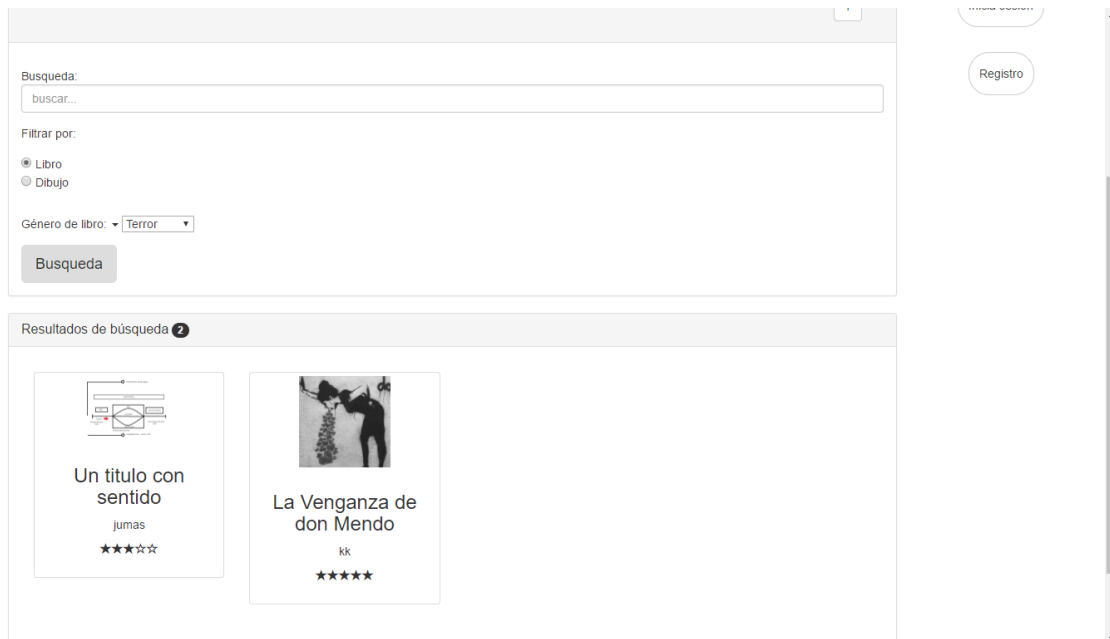 Registro
Busqueda:
buscar...
Filtrar por:
Libro
Dibujo
Género de libro: Terror
Busqueda
Resultados de búsqueda 2
Un titulo con
sentido
jumas
★★★☆☆
La Venganza de
don Mendo
kk
★★★★★